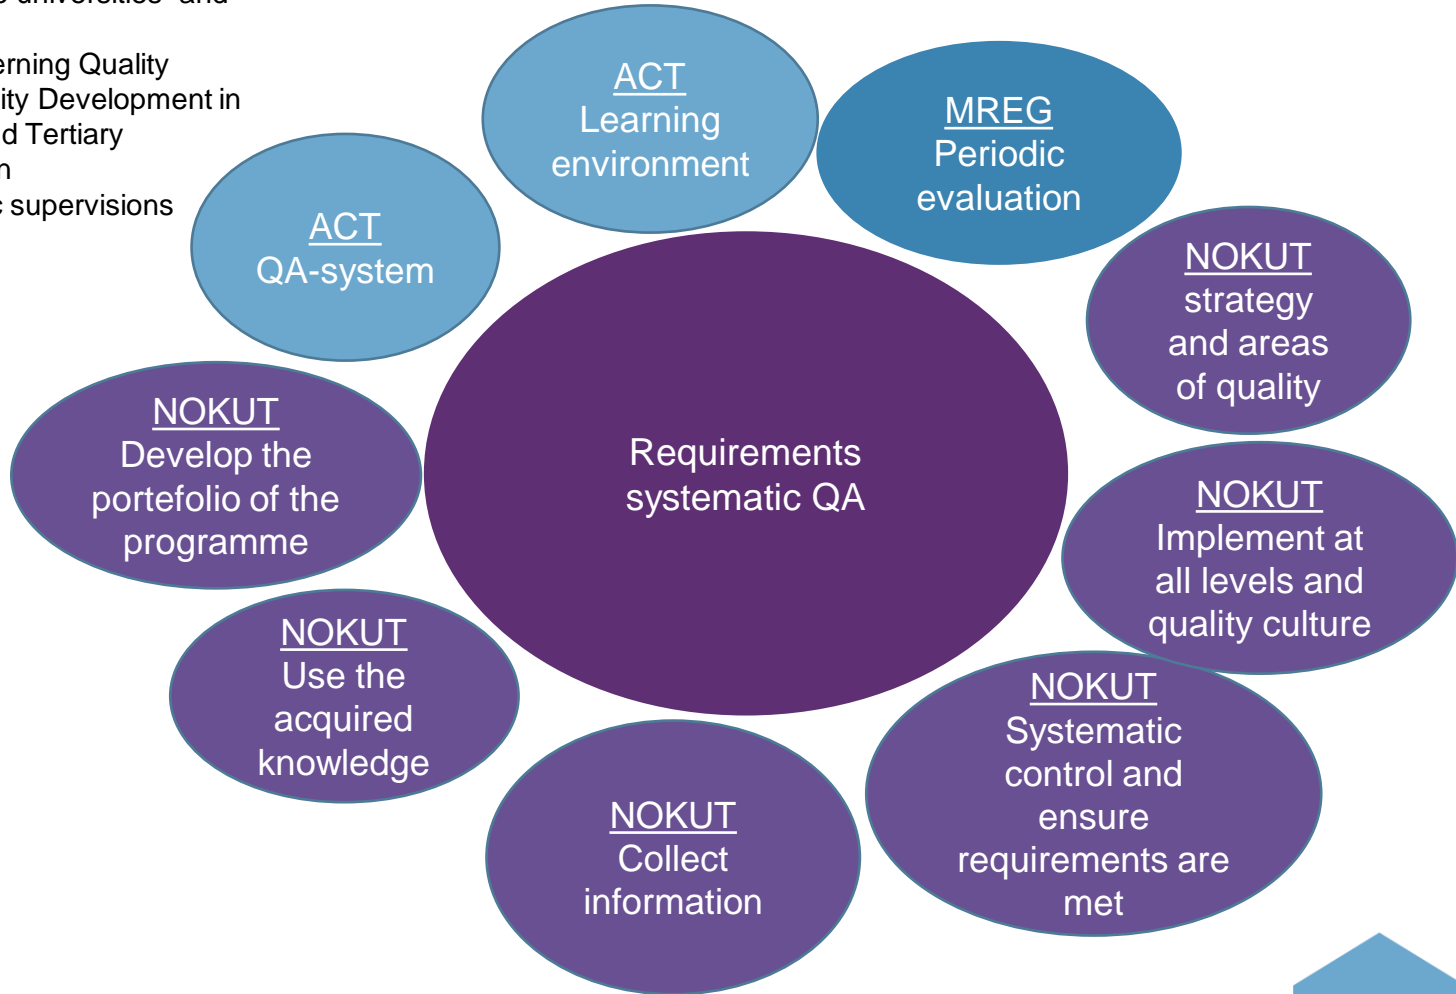 universities and
erning Quality
ity Development in
d Tertiary
supervisions
ACT
Learning
environment
MREG
Periodic
evaluation
ACT
QA-system
NOKUT
strategy
and areas
of quality
NOKUT
Develop the
portefolio of the
programme
Requirements
systematic QA
NOKUT
Implement at
all levels and
quality culture
NOKUT
Use the
acquired
knowledge
NOKUT
Systematic
control and
ensure
requirements are
met
NOKUT
Collect
information